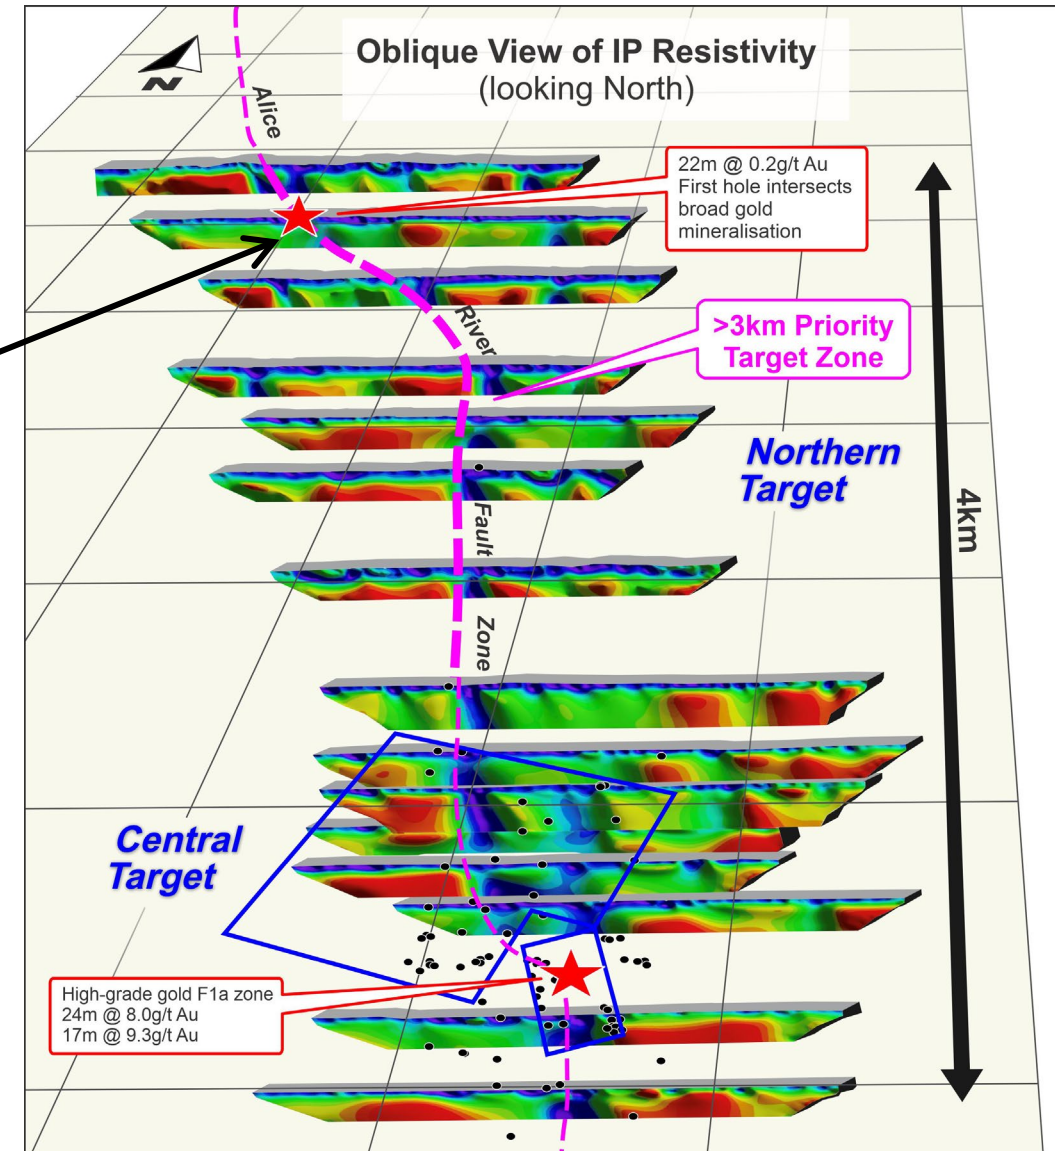 Oblique View of IP Resistivity
(looking North)
N
Alice
22m @ 0.2g/t Au
First hole intersects
broad gold
mineralisation
River
>3km Priority
Target Zone
Northern
Target
4km
Fault
Zone
Central
Target
High-grade gold F1a zone
24m @ 8.0g/t Au
17m @ 9.3g/t Au